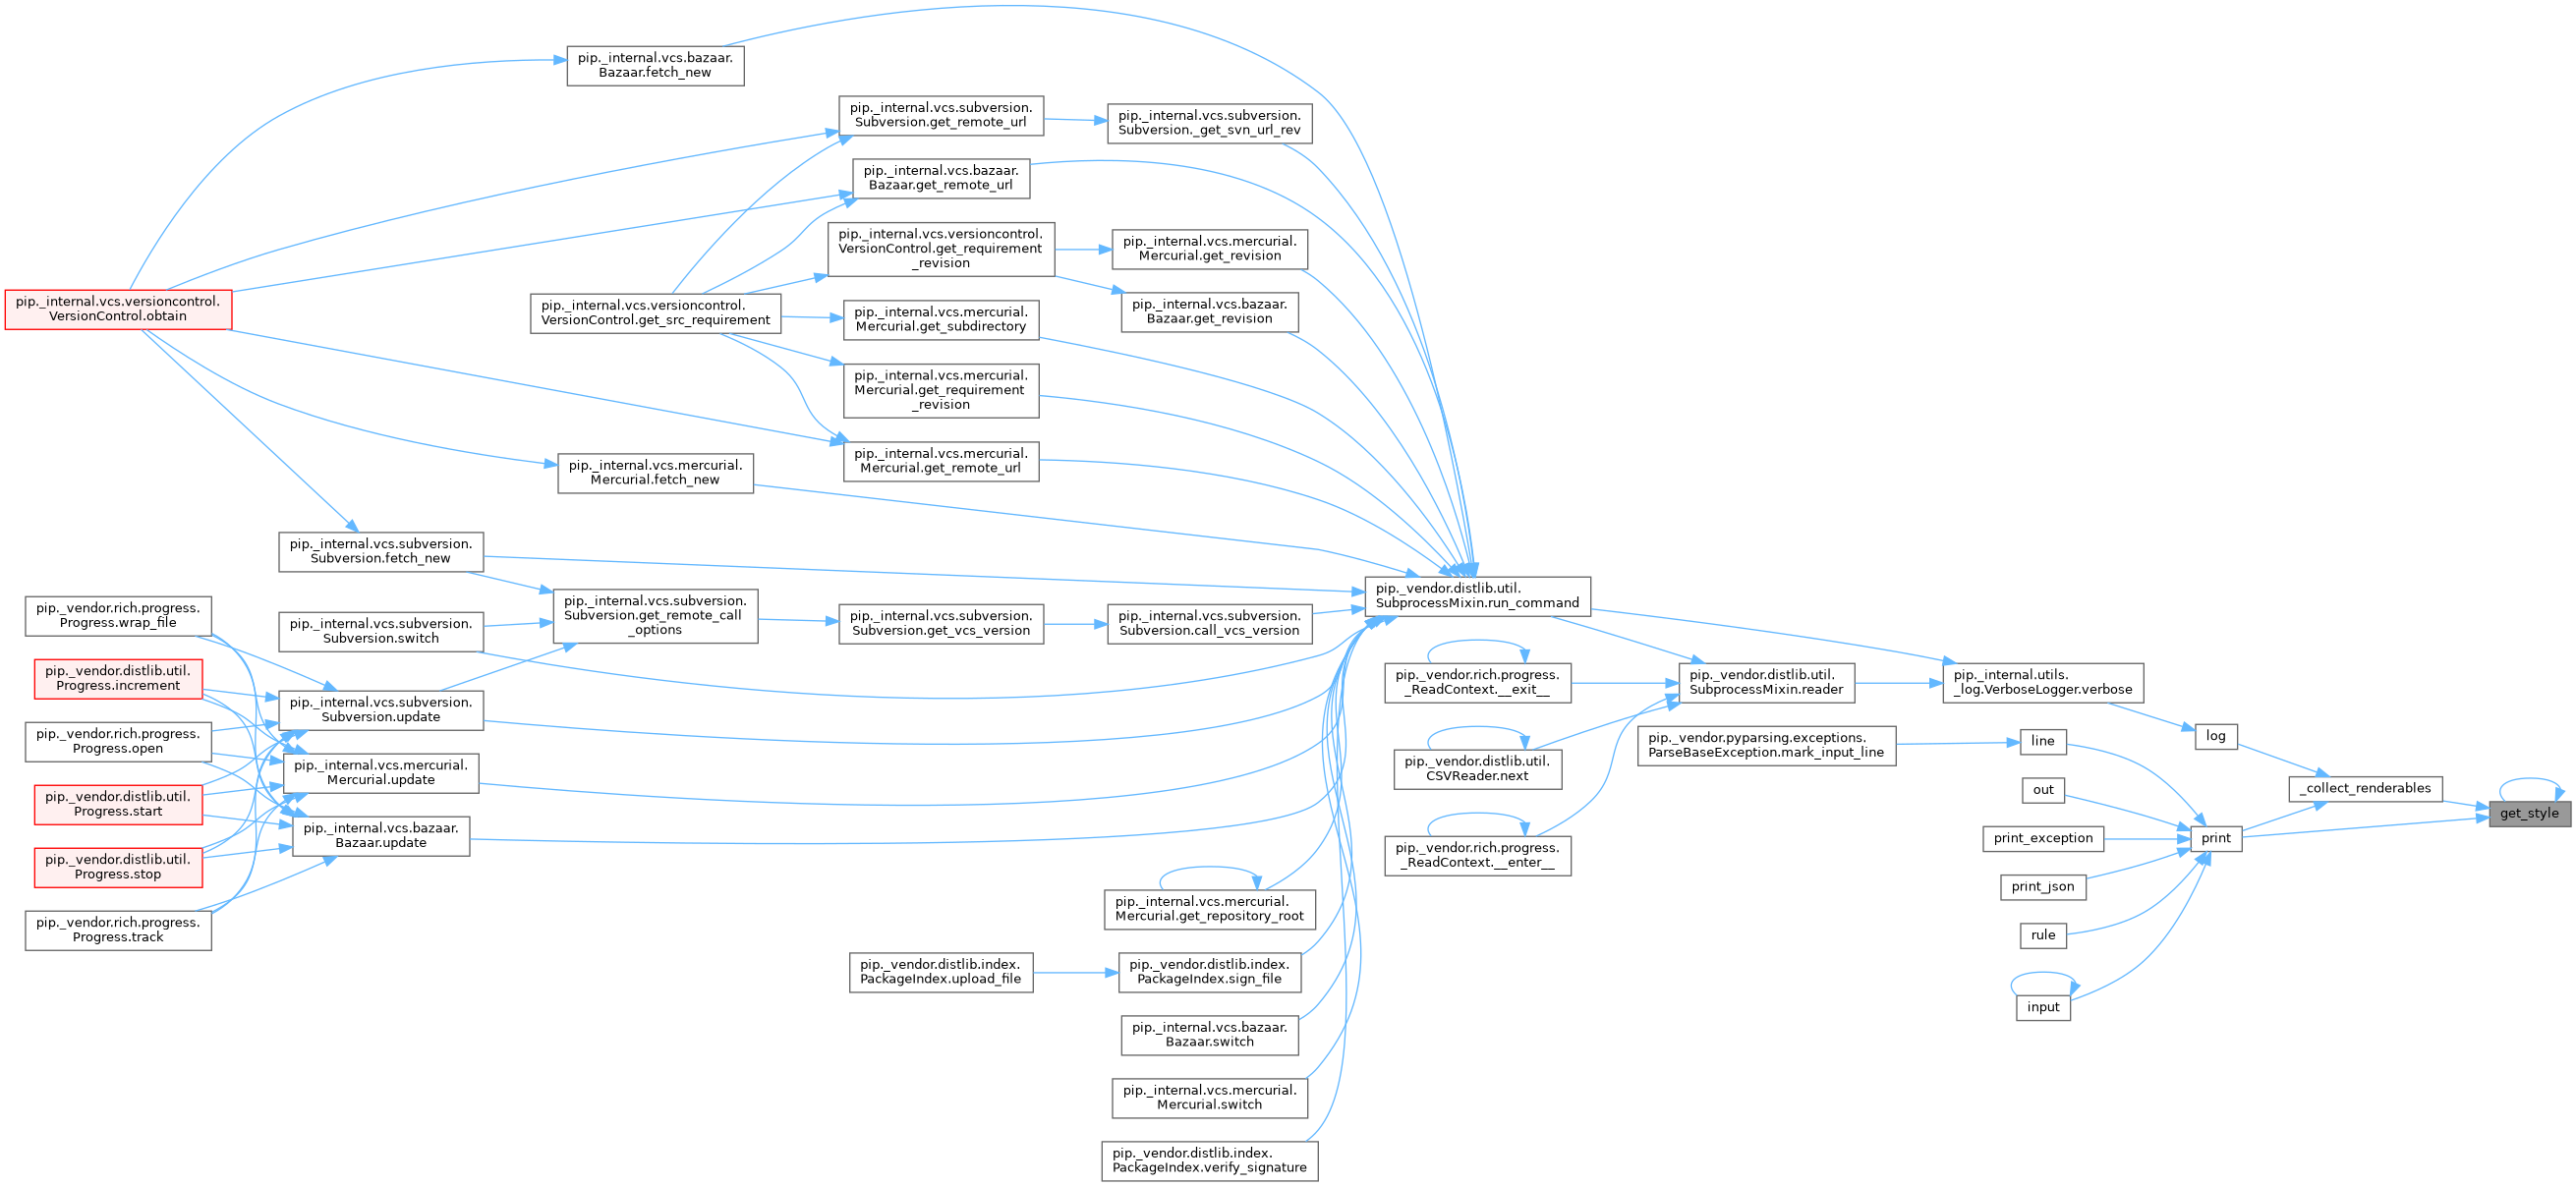 pip._internal.vcs.bazaar.
Bazaar.fetch_new
pip._internal.vcs.subversion.
Subversion.get_remote_url
pip._internal.vcs.subversion.
Subversion._get_svn_url_rev
pip._internal.vcs.bazaar.
Bazaar.get_remote_url
pip._internal.vcs.versioncontrol.
VersionControl.get_requirement
_revision
pip._internal.vcs.mercurial.
Mercurial.get_revision
pip._internal.vcs.versioncontrol.
VersionControl.obtain
pip._internal.vcs.versioncontrol.
VersionControl.get_src_requirement
pip._internal.vcs.mercurial.
Mercurial.get_subdirectory
pip._internal.vcs.bazaar.
Bazaar.get_revision
pip._internal.vcs.mercurial.
Mercurial.get_requirement
_revision
pip._internal.vcs.mercurial.
Mercurial.get_remote_url
pip._internal.vcs.mercurial.
Mercurial.fetch_new
pip._internal.vcs.subversion.
Subversion.fetch_new
pip._vendor.distlib.util.
SubprocessMixin.run_command
pip._vendor.rich.progress.
Progress.wrap_file
pip._internal.vcs.subversion.
Subversion.switch
pip._internal.vcs.subversion.
Subversion.get_remote_call
_options
pip._internal.vcs.subversion.
Subversion.get_vcs_version
pip._internal.vcs.subversion.
Subversion.call_vcs_version
pip._vendor.distlib.util.
Progress.increment
pip._vendor.rich.progress.
_ReadContext.__exit__
pip._vendor.distlib.util.
SubprocessMixin.reader
pip._internal.utils.
_log.VerboseLogger.verbose
pip._internal.vcs.subversion.
Subversion.update
pip._vendor.rich.progress.
Progress.open
pip._vendor.pyparsing.exceptions.
ParseBaseException.mark_input_line
line
log
pip._internal.vcs.mercurial.
Mercurial.update
pip._vendor.distlib.util.
CSVReader.next
out
_collect_renderables
pip._vendor.distlib.util.
Progress.start
get_style
pip._internal.vcs.bazaar.
Bazaar.update
print_exception
print
pip._vendor.distlib.util.
Progress.stop
pip._vendor.rich.progress.
_ReadContext.__enter__
print_json
pip._vendor.rich.progress.
Progress.track
pip._internal.vcs.mercurial.
Mercurial.get_repository_root
rule
pip._vendor.distlib.index.
PackageIndex.upload_file
pip._vendor.distlib.index.
PackageIndex.sign_file
input
pip._internal.vcs.bazaar.
Bazaar.switch
pip._internal.vcs.mercurial.
Mercurial.switch
pip._vendor.distlib.index.
PackageIndex.verify_signature